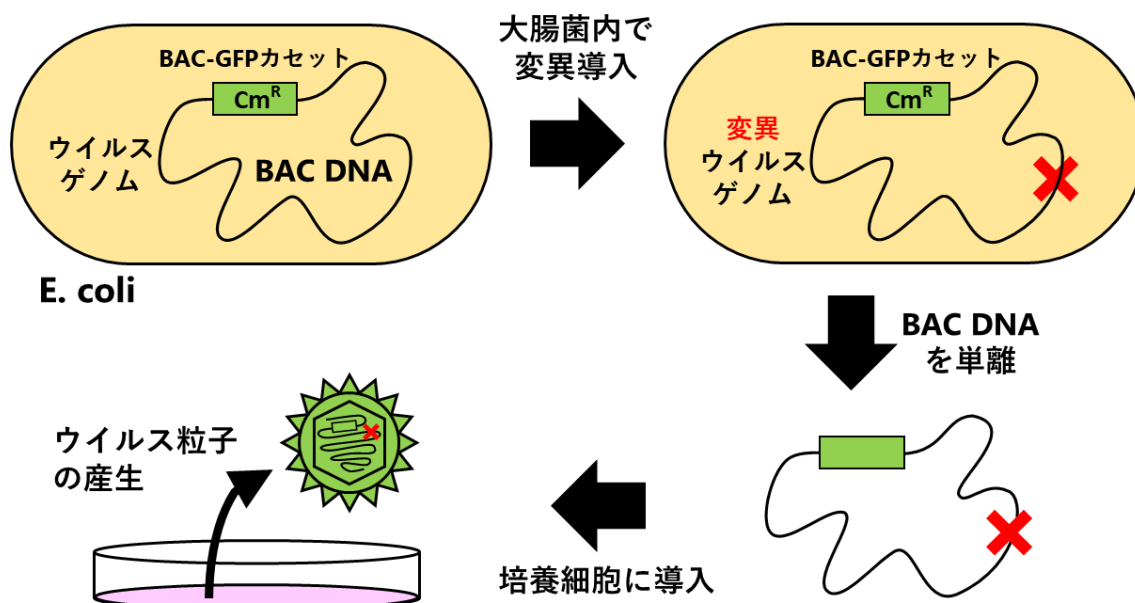 BAC-GFPカセット
Cm^R
ウイルス
ゲノム
BAC DNA
E. coli
大腸菌内で
変異導入
BAC-GFPカセット
Cm^R
変異
ウイルス
ゲノム
BAC DNA
を単離
培養細胞に導入
ウイルス粒子
の産生